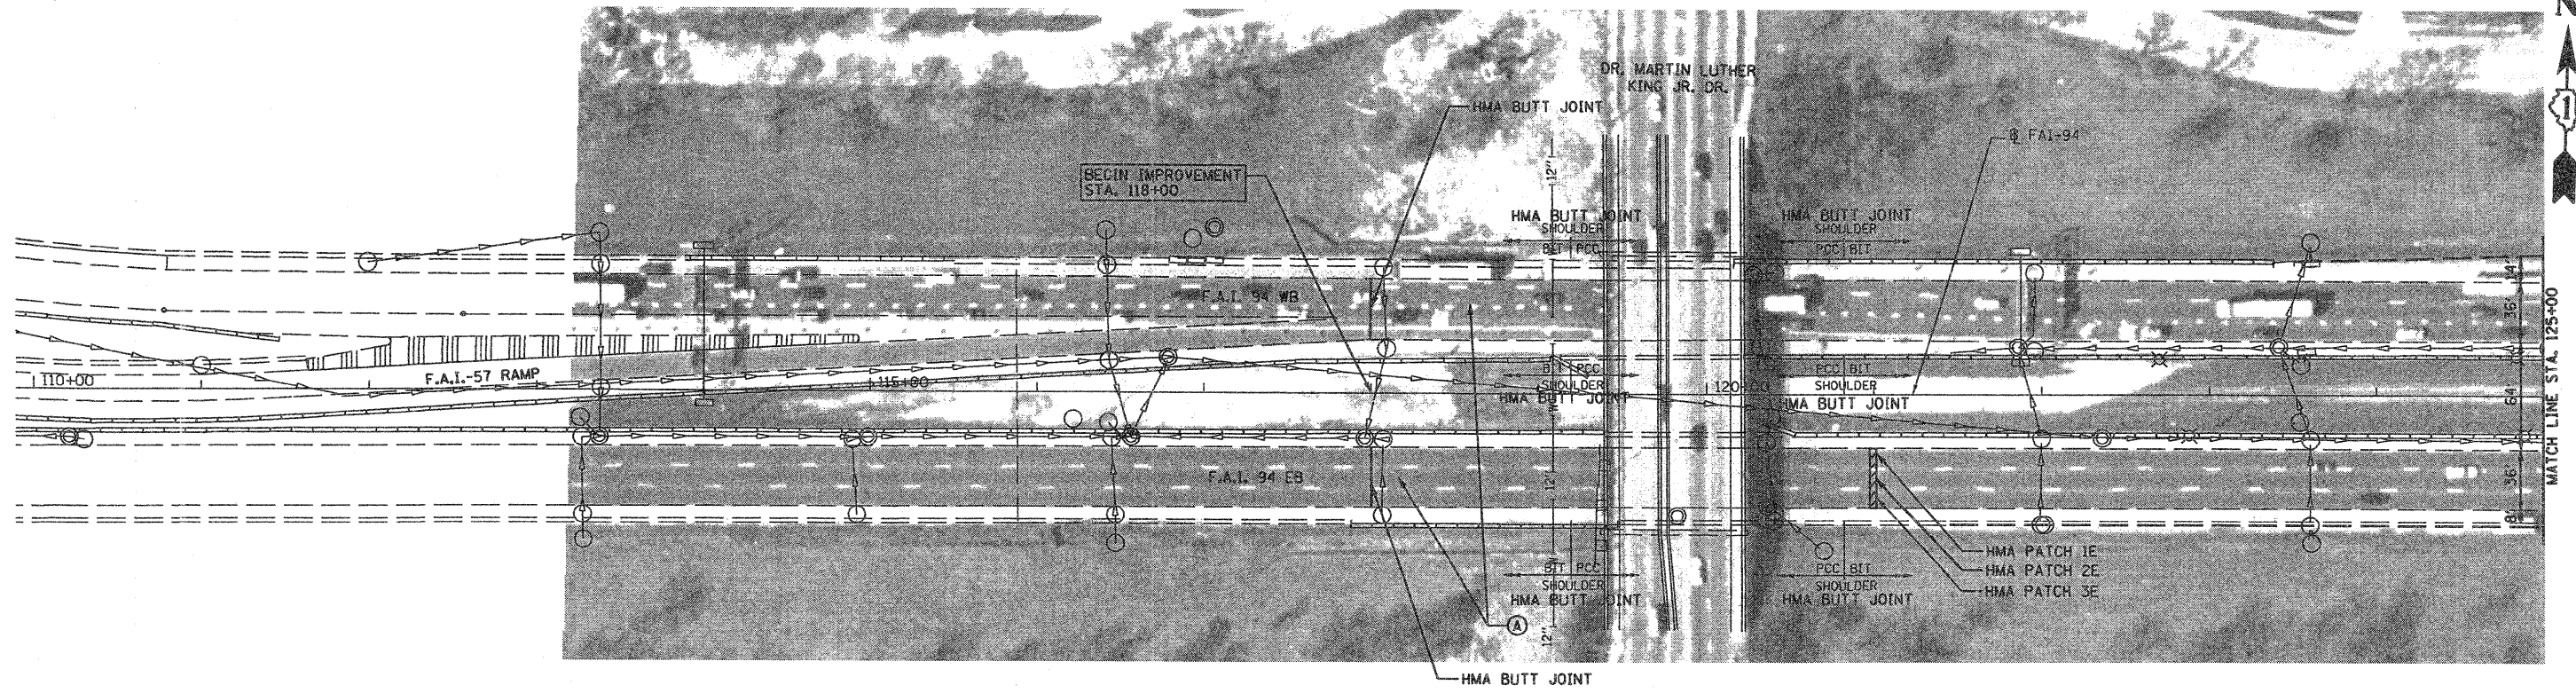 N
1
DR. MARTIN LUTHER
KING JR. DR.
HMA BUTT JOINT
℄ FAI-94
BEGIN IMPROVEMENT
STA. 118+00
12"
HMA BUTT JOINT
SHOULDER
BIT PCC
HMA BUTT JOINT
SHOULDER
PCC BIT
14'
F.A.I. 94 WB
36'
MATCH LINE STA. 125+00
110+00
F.A.I.-57 RAMP
115+00
BIT PCC
SHOULDER
HMA BUTT JOINT
120+00
PCC BIT
SHOULDER
HMA BUTT JOINT
64'
F.A.I. 94 EB
12'
36'
8'
HMA PATCH 1E
HMA PATCH 2E
HMA PATCH 3E
BIT PCC
SHOULDER
HMA BUTT JOINT
PCC BIT
SHOULDER
HMA BUTT JOINT
A
12"
HMA BUTT JOINT